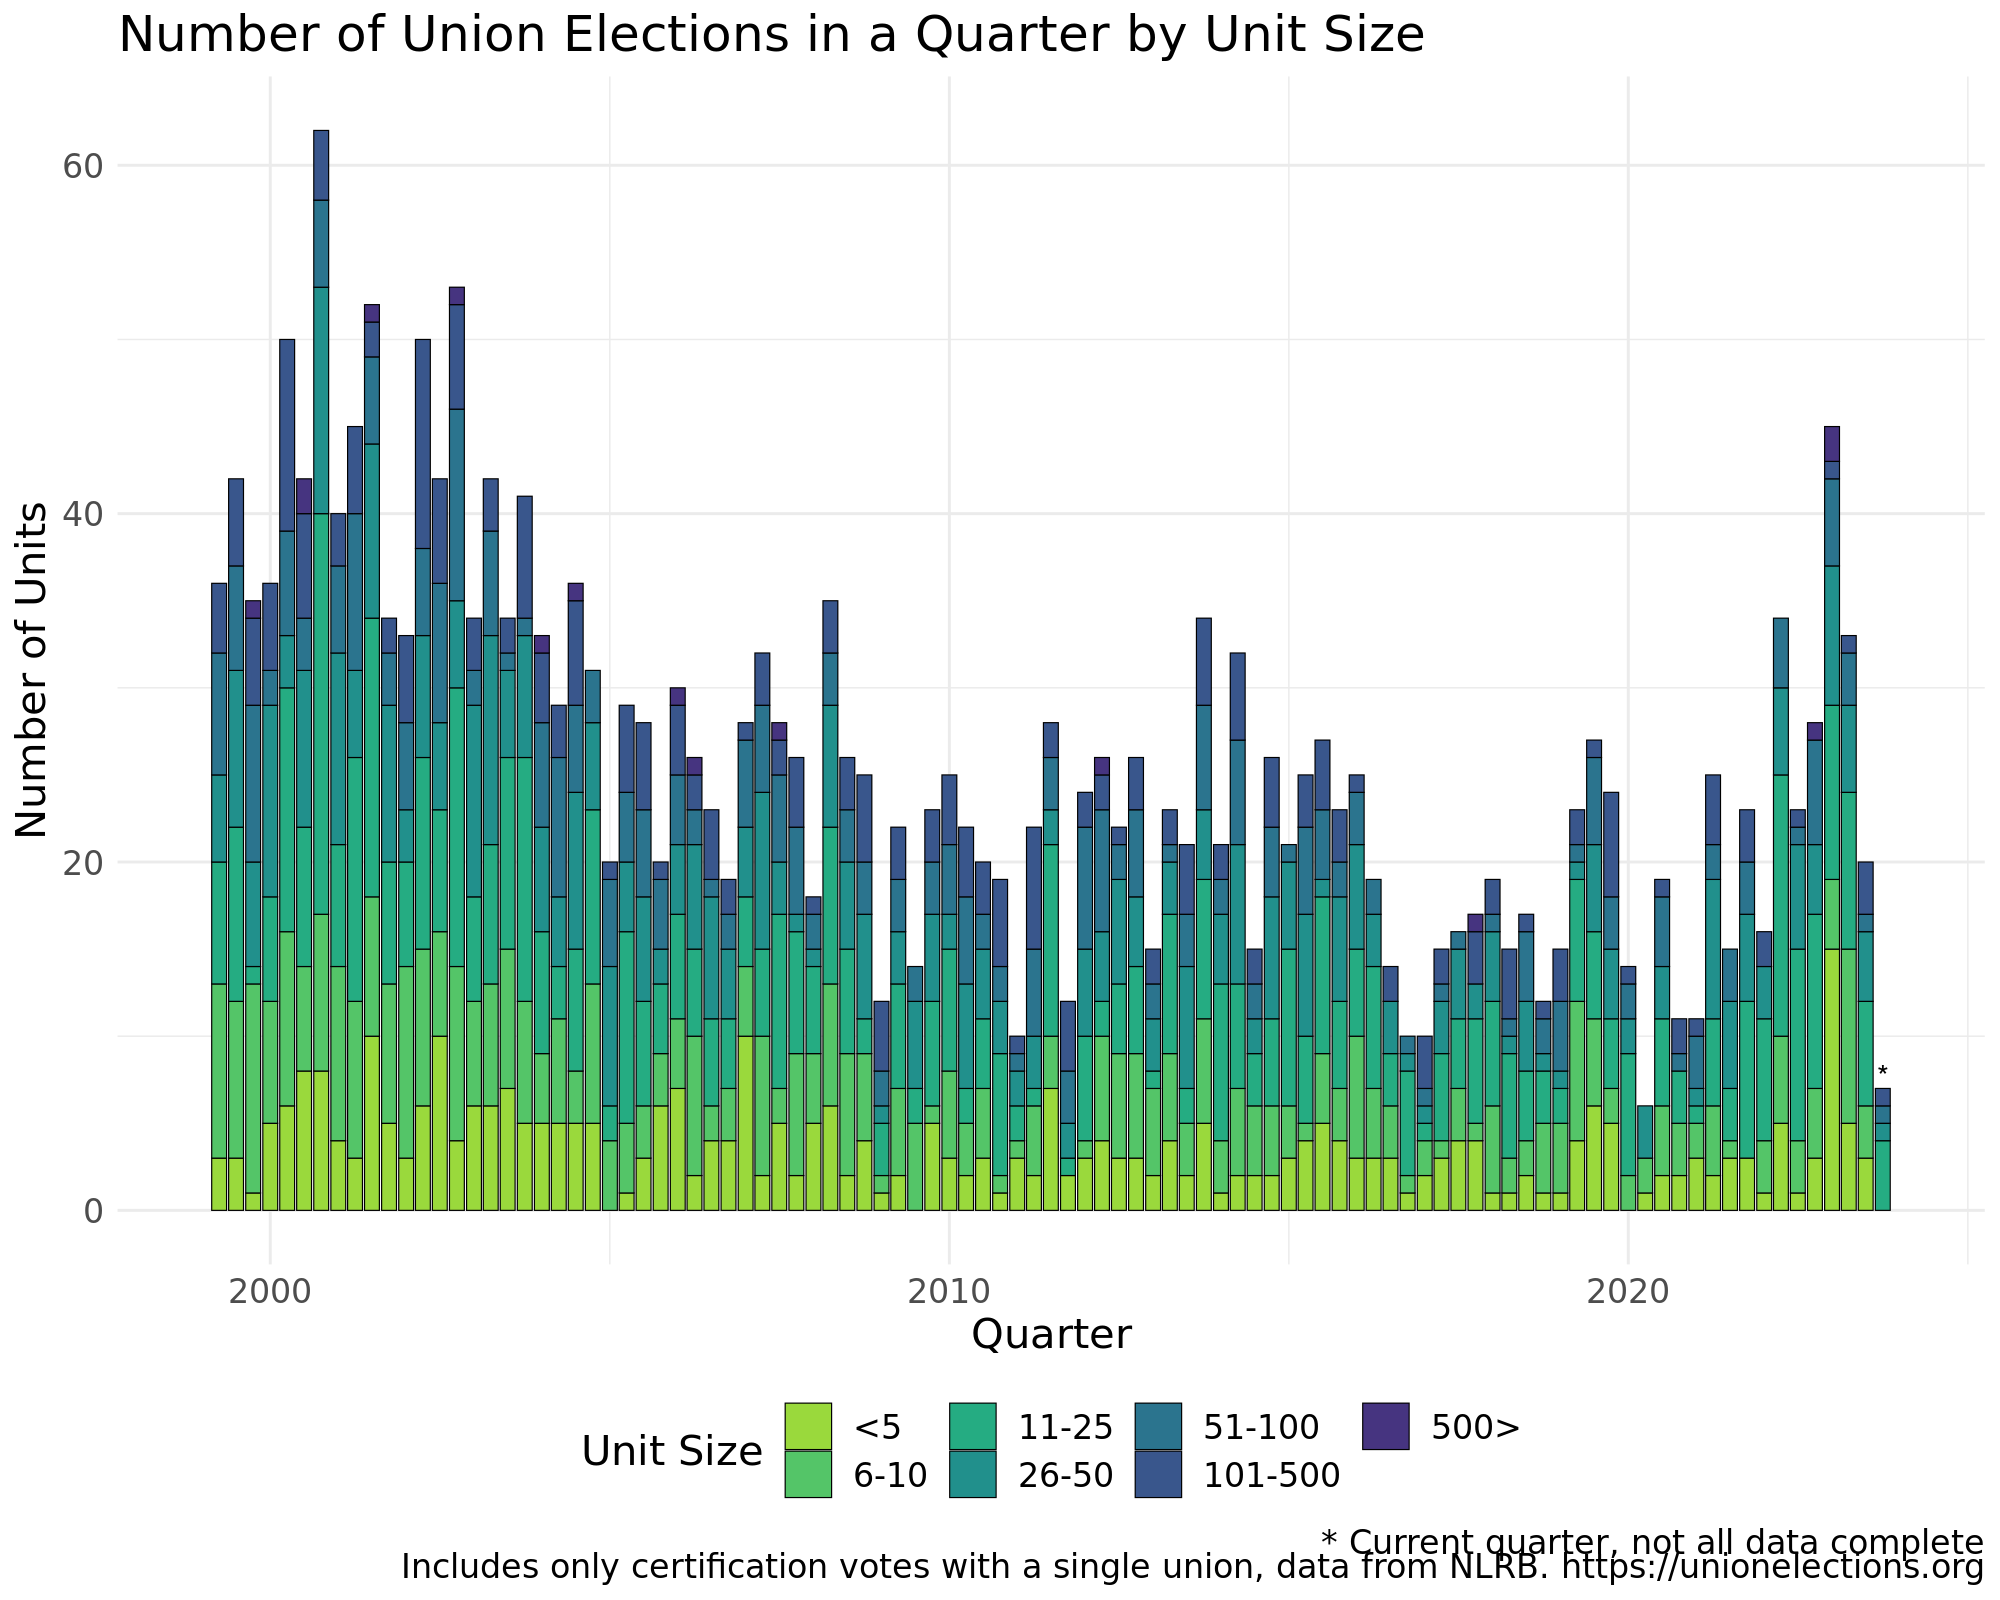 Number of Union Elections in a Quarter by Unit Size
Number of Units
60
40
20
0
*
2000 2010 2020
Quarter
Unit Size
<5 11-25 51-100 500>
6-10 26-50 101-500
* Current quarter, not all data complete
Includes only certification votes with a single union, data from NLRB. https://unionelections.org